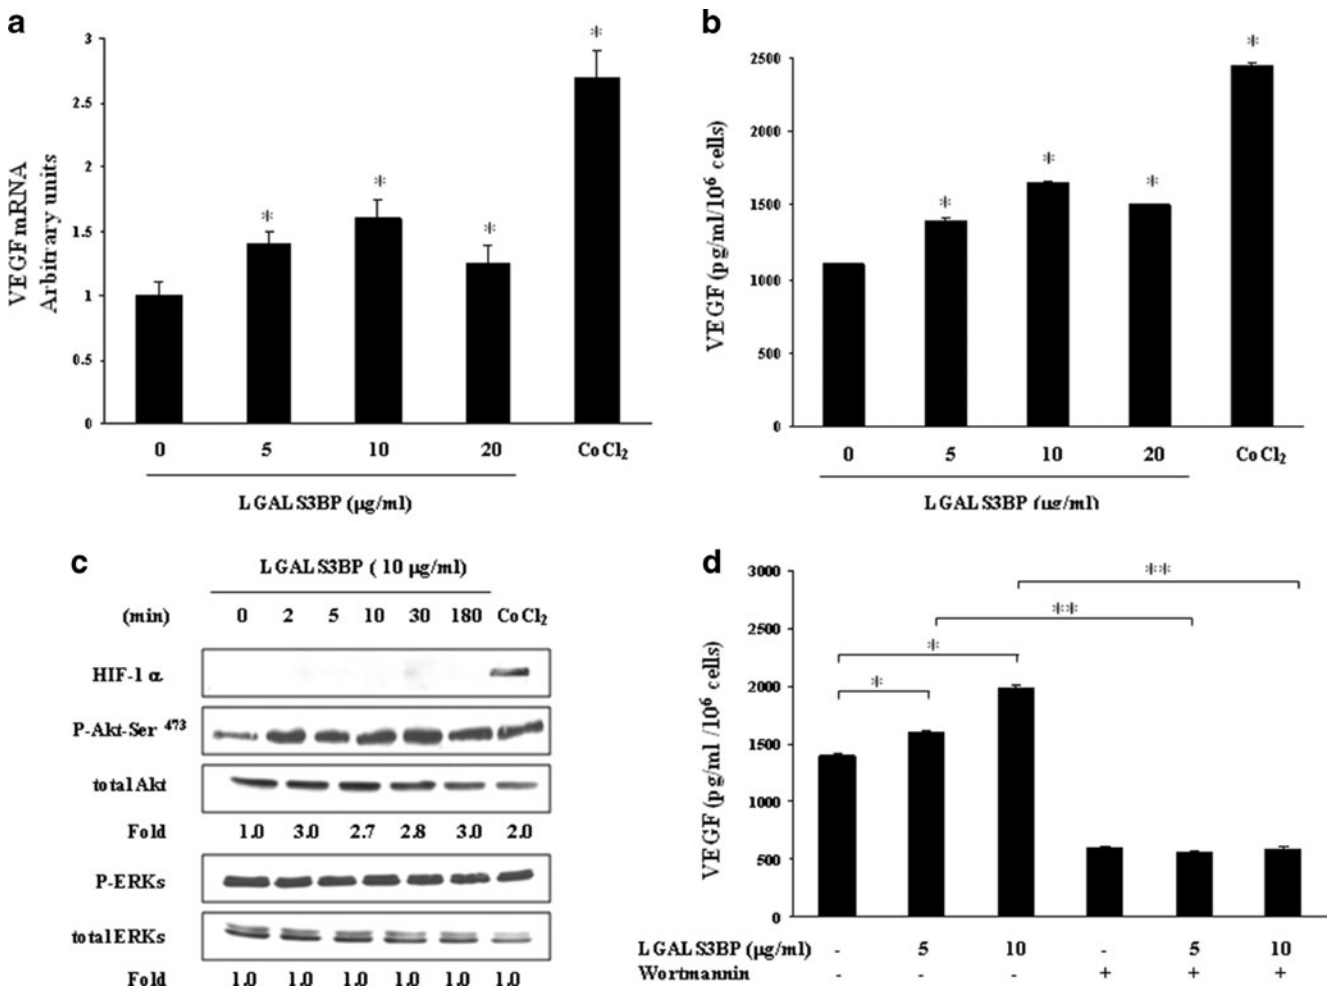 a
3
2.5
2
1.5
1
0.5
0
VEGF mRNA
Arbitrary units
*
*
*
*
0 5 10 20 CoCl₂
LGALS3BP (µg/ml)
b
2500
2000
1500
1000
500
0
VEGF (pg/ml/10⁶ cells)
*
*
*
*
0 5 10 20 CoCl₂
LGALS3BP (µg/ml)
c
LGALS3BP ( 10 µg/ml)
(min) 0 2 5 10 30 180 CoCl₂
HIF-1 α
P-Akt-Ser ⁴⁷³
total Akt
Fold 1.0 3.0 2.7 2.8 3.0 2.0
P-ERKs
total ERKs
Fold 1.0 1.0 1.0 1.0 1.0 1.0
d
3000
2500
2000
1500
1000
500
0
VEGF (pg/ml /10⁶ cells)
**
**
*
*
LGALS3BP (µg/ml) - 5 10 - 5 10
Wortmannin - - - + + +